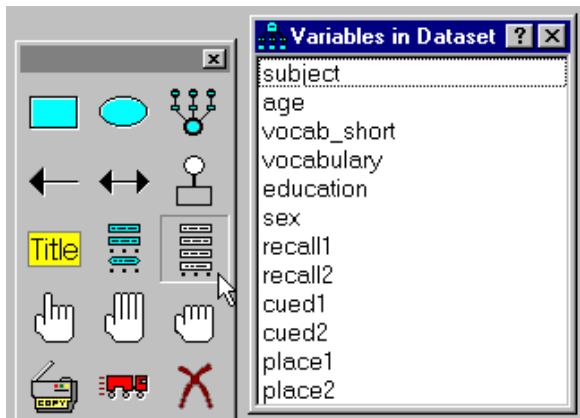 Variables in Dataset
subject
age
vocab_short
vocabulary
education
sex
recall1
recall2
cued1
cued2
place1
place2
Title
COPY